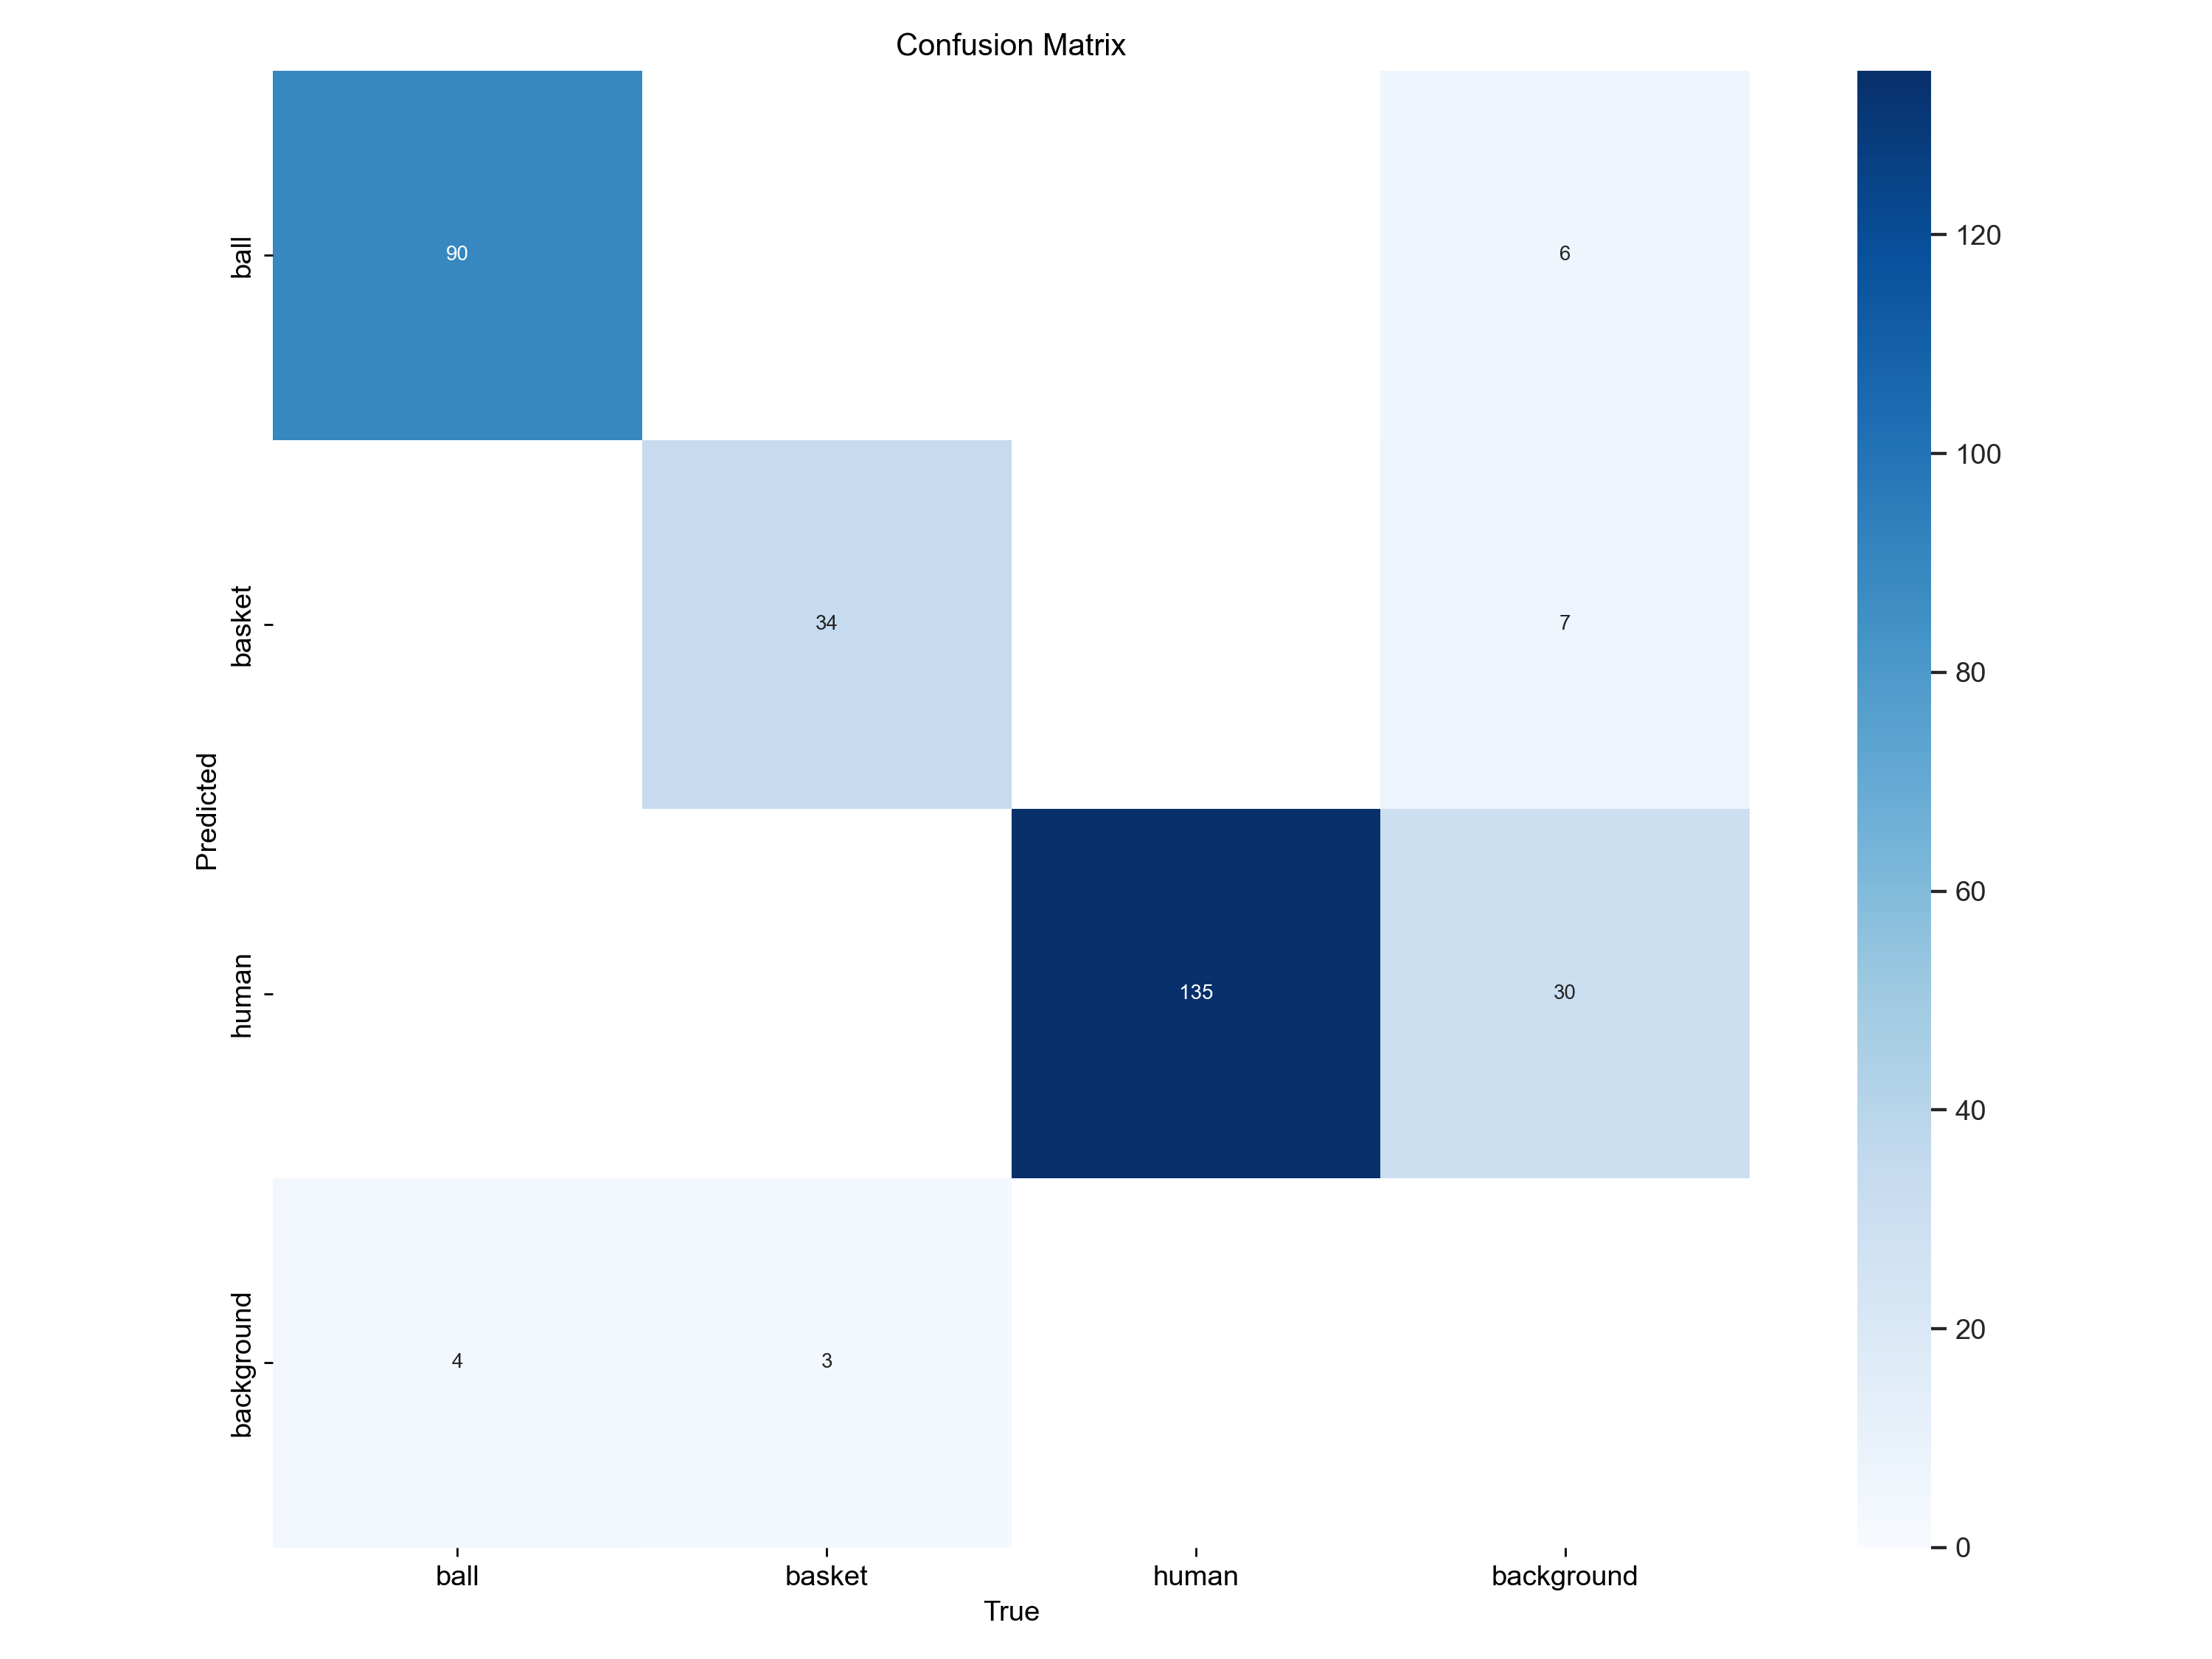 Confusion Matrix
ball
90
6
120
100
basket
34
7
80
Predicted
60
human
135
30
40
background
4
3
20
0
ball basket human background
True